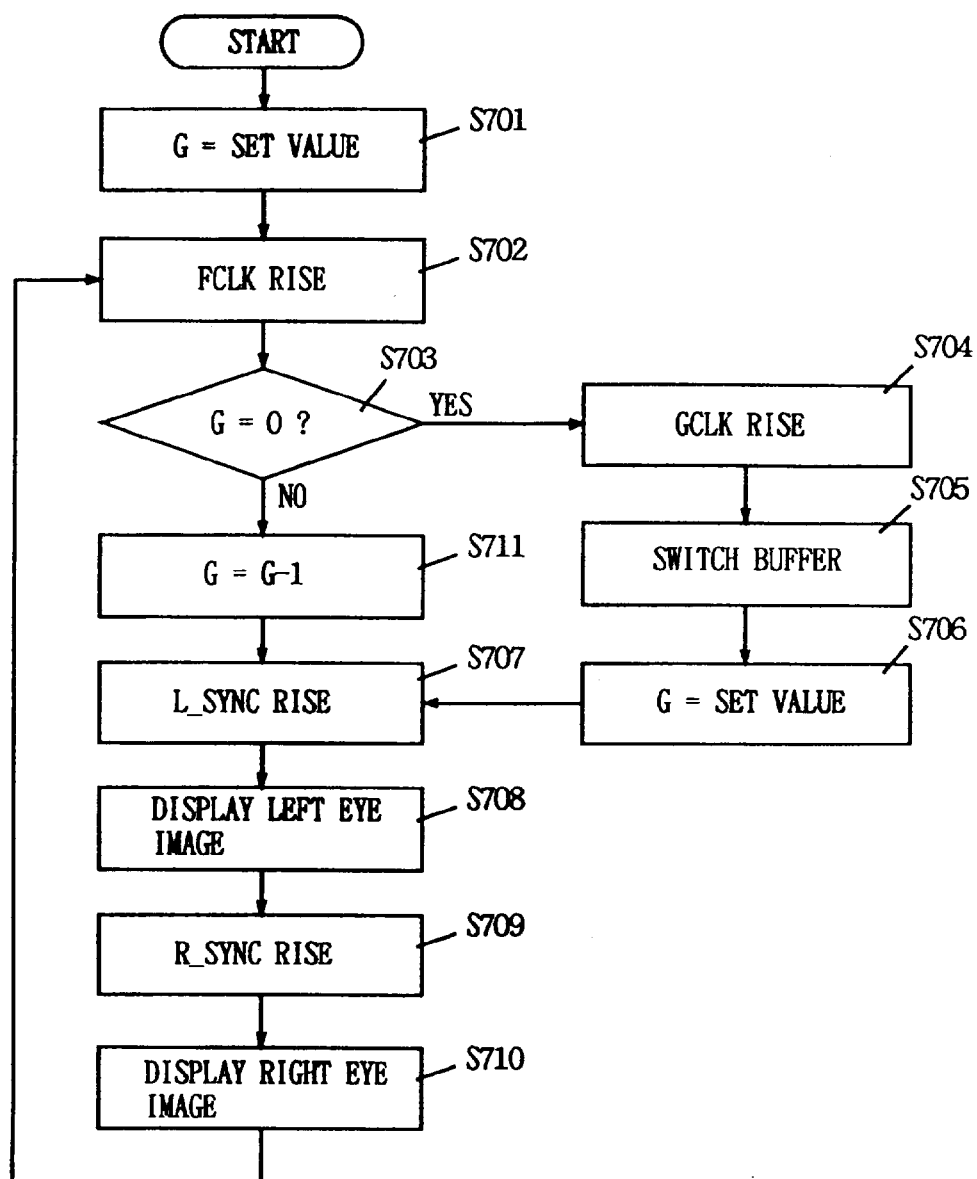 START
S701
G = SET VALUE
S702
FCLK RISE
S703
G = 0 ?
YES
NO
S704
GCLK RISE
S705
SWITCH BUFFER
S706
G = SET VALUE
S711
G = G-1
S707
L_SYNC RISE
S708
DISPLAY LEFT EYE
IMAGE
S709
R_SYNC RISE
S710
DISPLAY RIGHT EYE
IMAGE